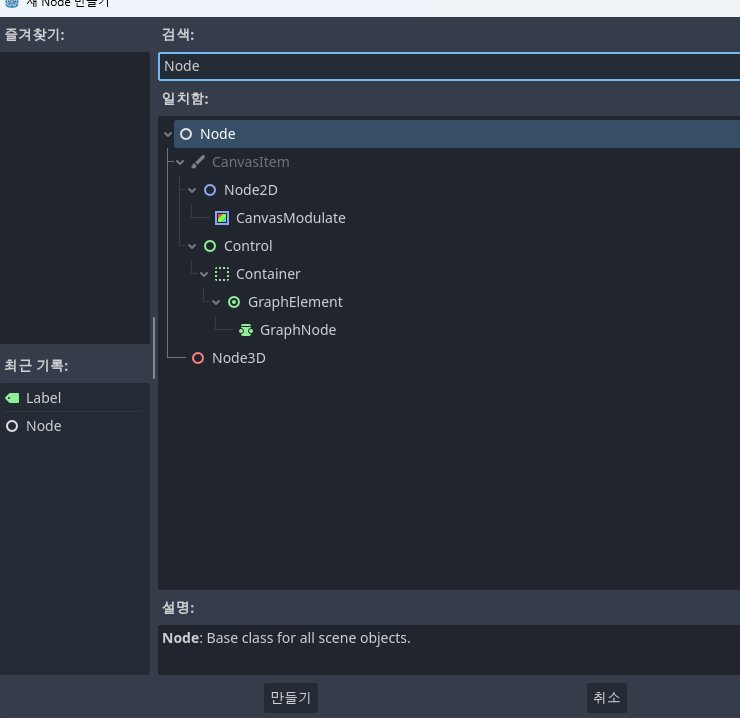 새 Node 만들기
즐겨찾기:
검색:
Node
일치함:
Node
CanvasItem
Node2D
CanvasModulate
Control
Container
GraphElement
GraphNode
Node3D
최근 기록:
Label
Node
설명:
Node: Base class for all scene objects.
만들기
취소